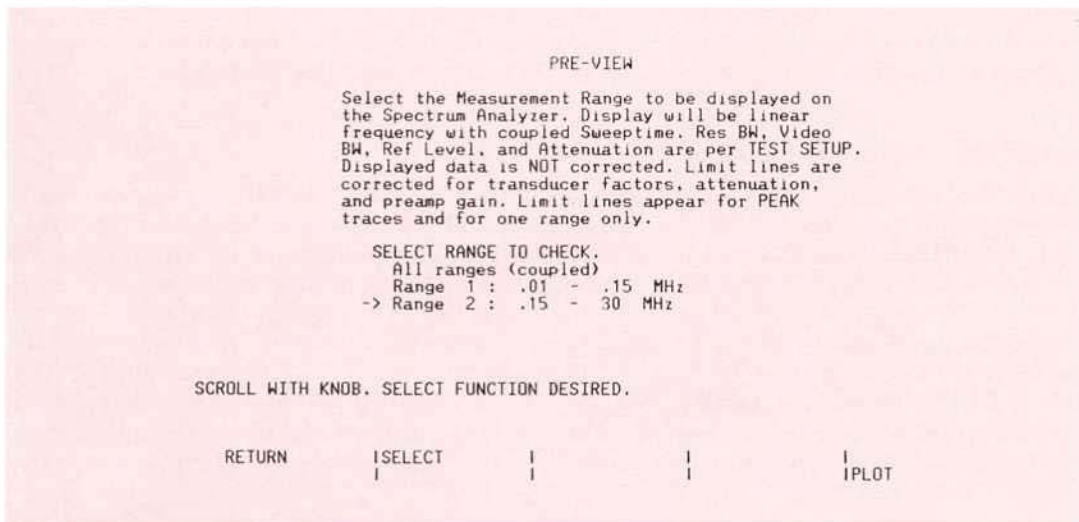 PRE-VIEW
Select the Measurement Range to be displayed on
the Spectrum Analyzer. Display will be linear
frequency with coupled Sweeptime. Res BW, Video
BW, Ref Level, and Attenuation are per TEST SETUP.
Displayed data is NOT corrected. Limit lines are
corrected for transducer factors, attenuation,
and preamp gain. Limit lines appear for PEAK
traces and for one range only.
SELECT RANGE TO CHECK.
All ranges (coupled)
Range 1 : .01 - .15 MHz
-> Range 2 : .15 - 30 MHz
SCROLL WITH KNOB. SELECT FUNCTION DESIRED.
RETURN |SELECT | | |
| | | |PLOT